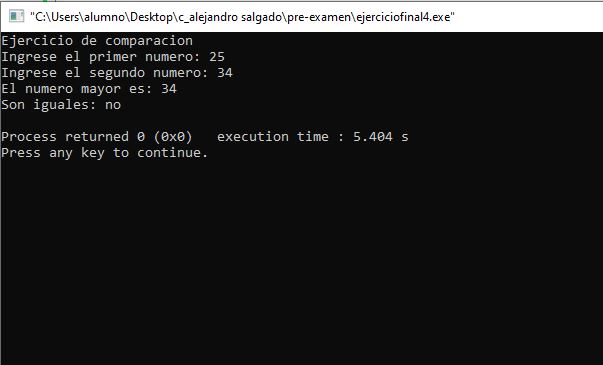 "C:\Users\alumno\Desktop\c_alejandro salgado\pre-examen\ejerciciofinal4.exe"
Ejercicio de comparacion
Ingrese el primer numero: 25
Ingrese el segundo numero: 34
El numero mayor es: 34
Son iguales: no
Process returned 0 (0x0)   execution time : 5.404 s
Press any key to continue.